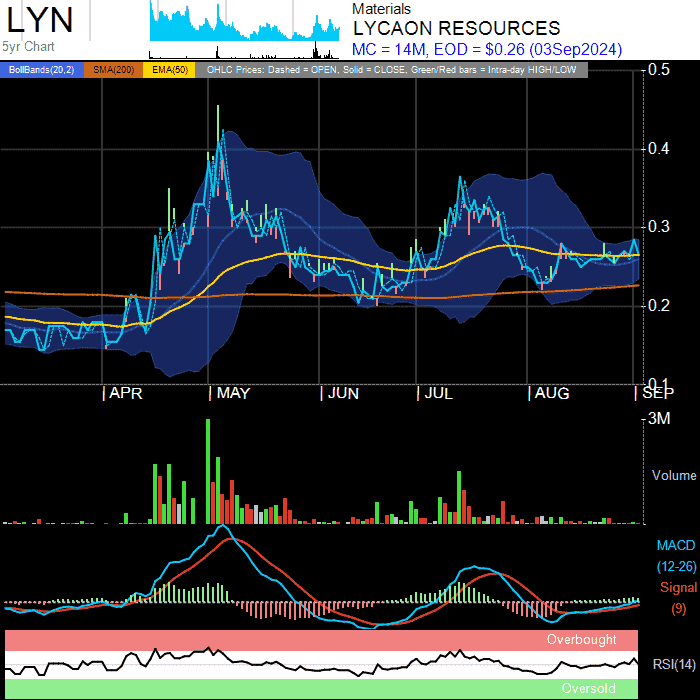 LYN
5yr Chart
Materials
LYCAON RESOURCES
MC = 14M, EOD = $0.26 (03Sep2024)
BollBands(20,2) SMA(200) EMA(50) OHLC Prices: Dashed = OPEN, Solid = CLOSE, Green/Red bars = Intra-day HIGH/LOW
0.5
0.4
0.3
0.2
0.1
APR MAY JUN JUL AUG SEP
3M
Volume
MACD
(12-26)
Signal
(9)
Overbought
RSI(14)
Oversold